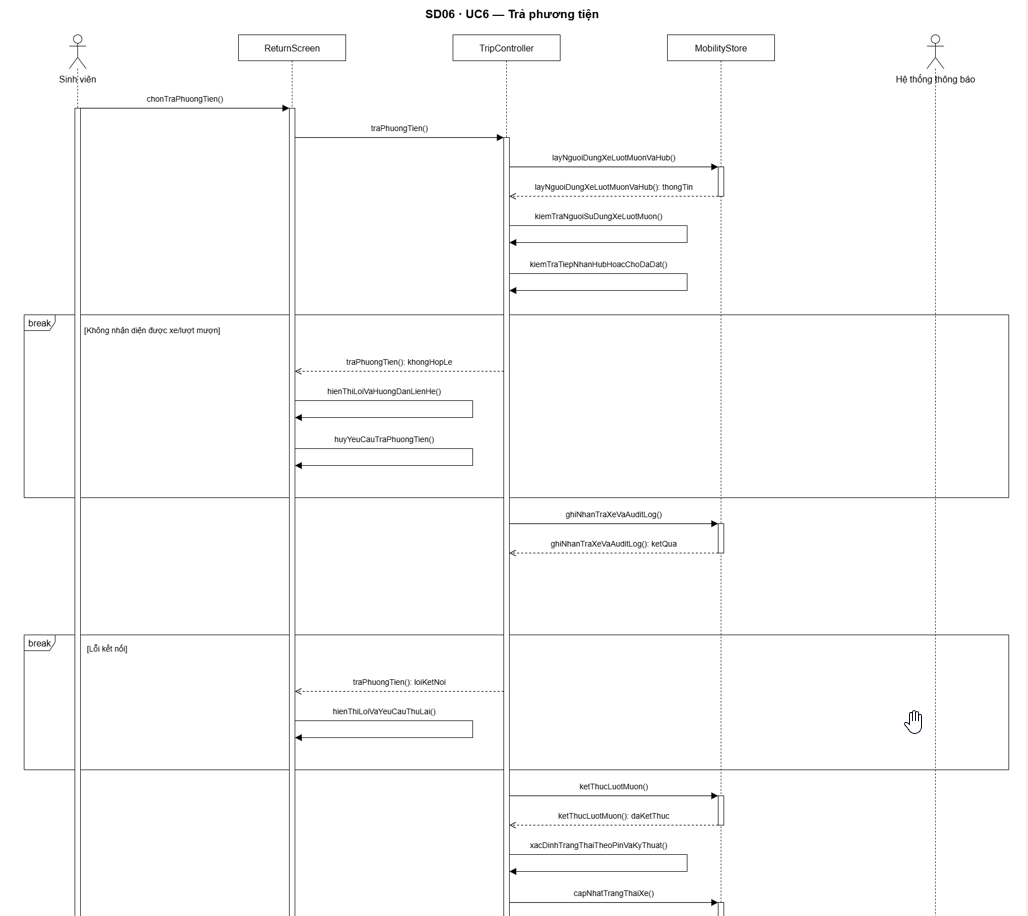 SD06 · UC6 — Trả phương tiện
Sinh viên
ReturnScreen
TripController
MobilityStore
Hệ thống thông báo
chonTraPhuongTien()
traPhuongTien()
layNguoiDungXeLuotMuonVaHub()
layNguoiDungXeLuotMuonVaHub(): thongTin
kiemTraNguoiSuDungXeLuotMuon()
kiemTraTiepNhanHubHoacChoDaDat()
break
[Không nhận diện được xe/lượt mượn]
traPhuongTien(): khongHopLe
hienThiLoiVaHuongDanLienHe()
huyYeuCauTraPhuongTien()
ghiNhanTraXeVaAuditLog()
ghiNhanTraXeVaAuditLog(): ketQua
break
[Lỗi kết nối]
traPhuongTien(): loiKetNoi
hienThiLoiVaYeuCauThuLai()
ketThucLuotMuon()
ketThucLuotMuon(): daKetThuc
xacDinhTrangThaiTheoPinVaKyThuat()
capNhatTrangThaiXe()